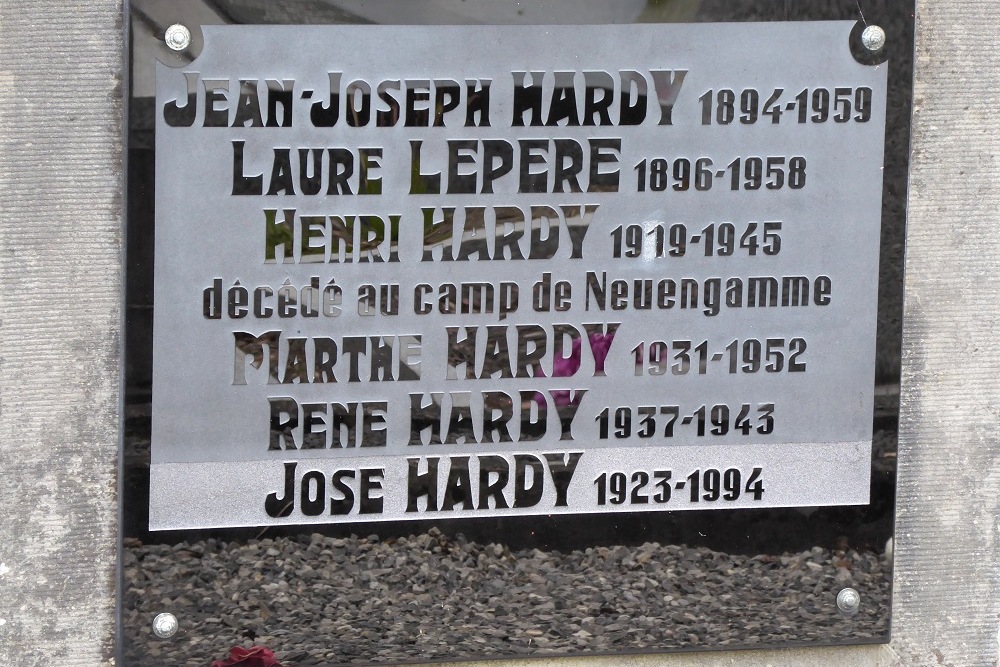 JEAN-JOSEPH HARDY 1894-1959
LAURE LEPERE 1896-1958
HENRI HARDY 1919-1945
décédé au camp de Neuengamme
MARTHE HARDY 1931-1952
RENE HARDY 1937-1943
JOSE HARDY 1923-1994